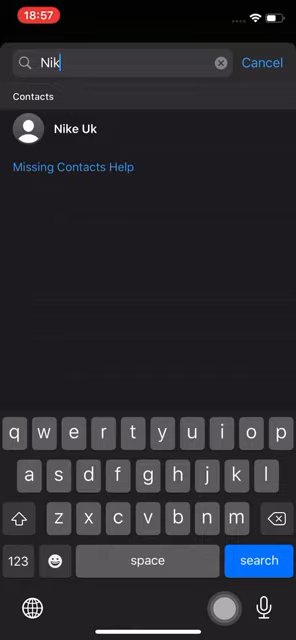 18:57
Nik
Cancel
Contacts
Nike Uk
Missing Contacts Help
q w e r t y u i o p
a s d f g h j k l
z x c v b n m
123 space search